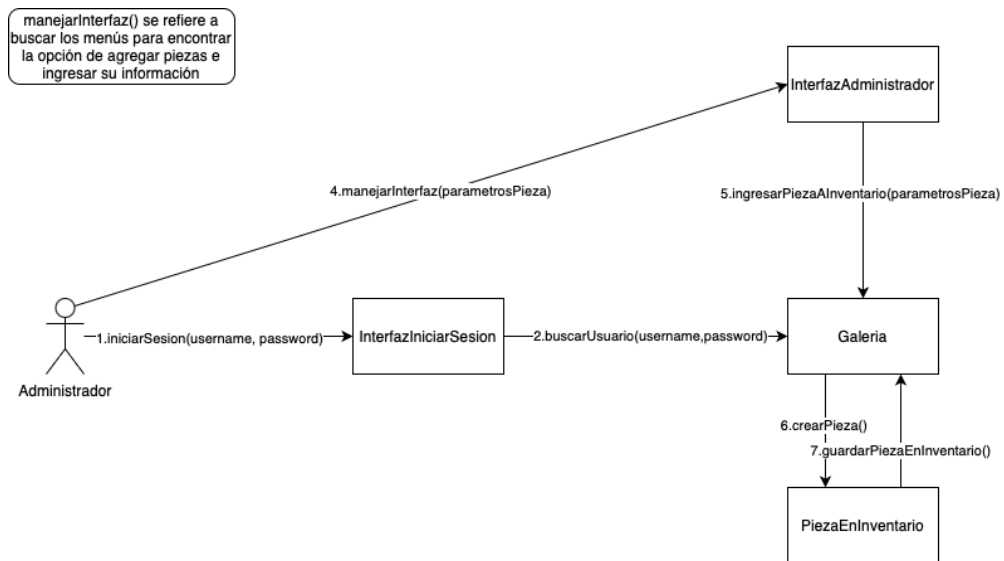 manejarInterfaz() se refiere a
buscar los menús para encontrar
la opción de agregar piezas e
ingresar su información
InterfazAdministrador
4.manejarInterfaz(parametrosPieza)
5.ingresarPiezaAInventario(parametrosPieza)
1.iniciarSesion(username, password)
InterfazIniciarSesion
2.buscarUsuario(username,password)
Galeria
Administrador
6.crearPieza()
7.guardarPiezaEnInventario()
PiezaEnInventario